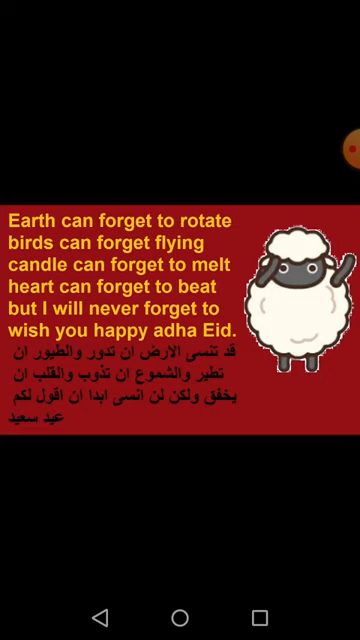 Earth can forget to rotate
birds can forget flying
candle can forget to melt
heart can forget to beat
but I will never forget to
wish you happy adha Eid.
قد تنسى الارض ان تدور والطيور ان
تطير والشموع ان تذوب والقلب ان
يخفق ولكن لن انسى ابدا ان اقول لكم
عيد سعيد